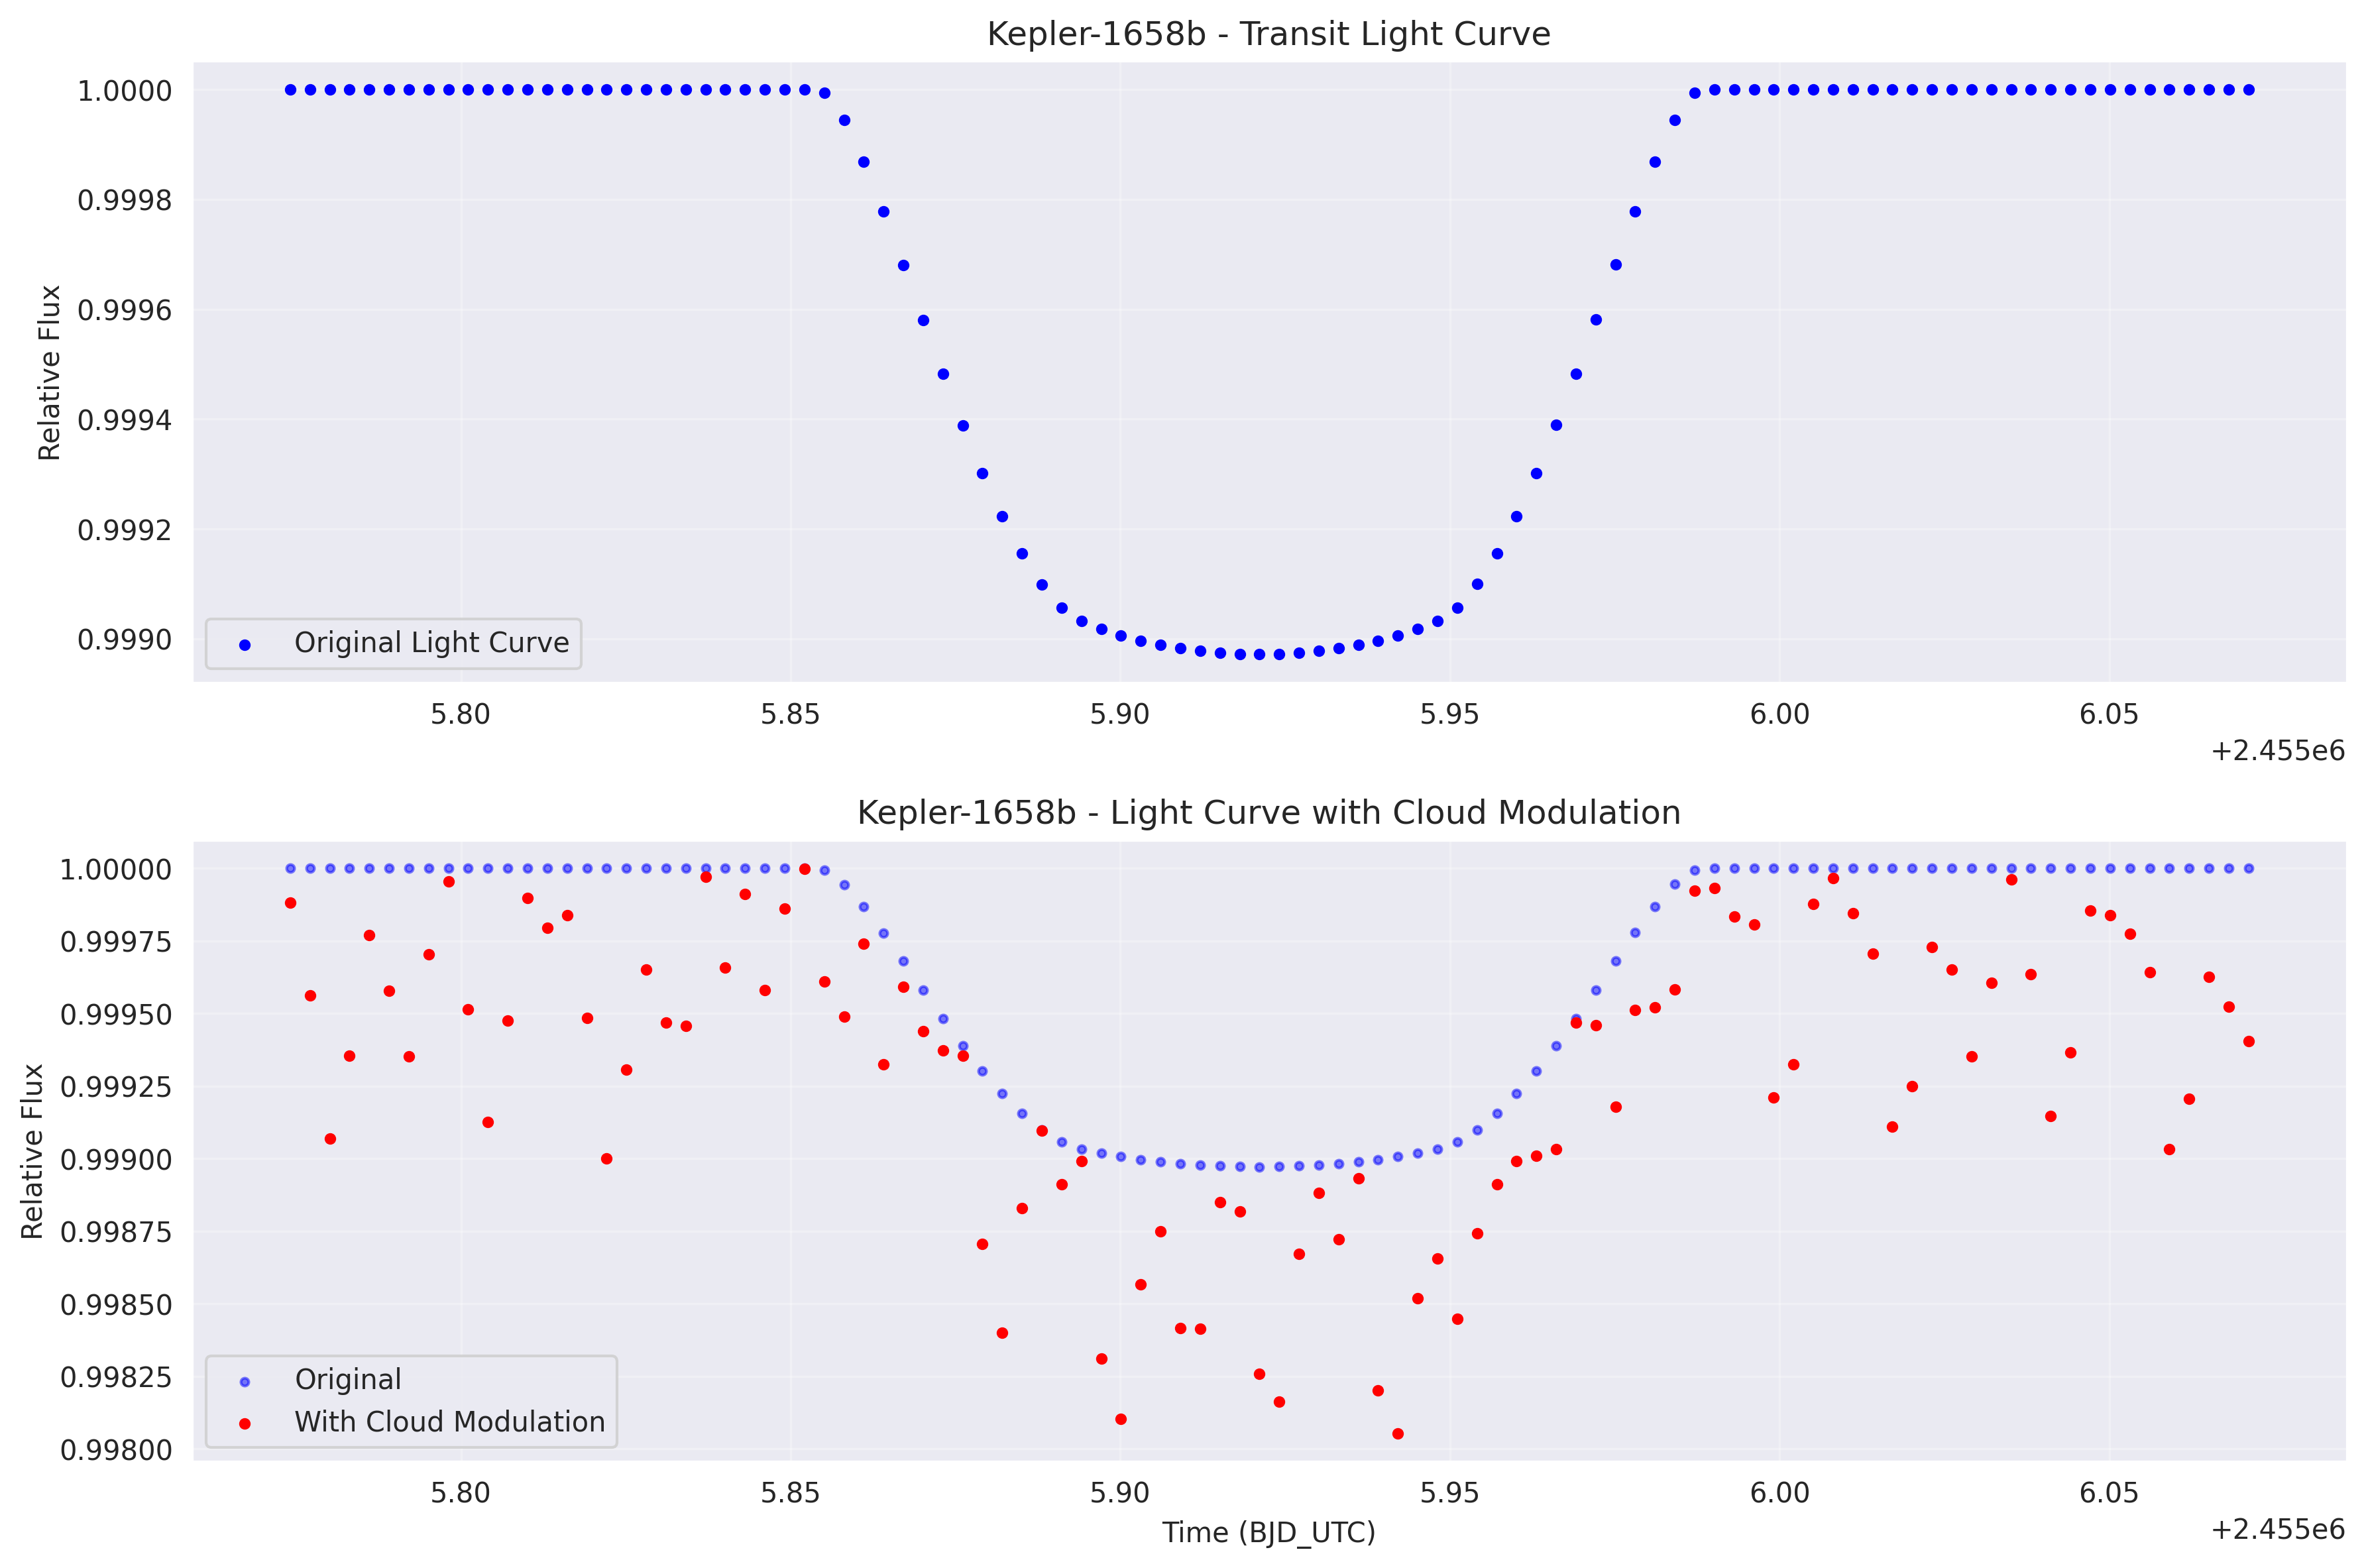 Kepler-1658b - Transit Light Curve
1.0000
0.9998
0.9996
0.9994
0.9992
0.9990
Relative Flux
Original Light Curve
5.80 5.85 5.90 5.95 6.00 6.05
+2.455e6
Kepler-1658b - Light Curve with Cloud Modulation
1.00000
0.99975
0.99950
0.99925
0.99900
0.99875
0.99850
0.99825
0.99800
Relative Flux
Original
With Cloud Modulation
5.80 5.85 5.90 5.95 6.00 6.05
Time (BJD_UTC)
+2.455e6